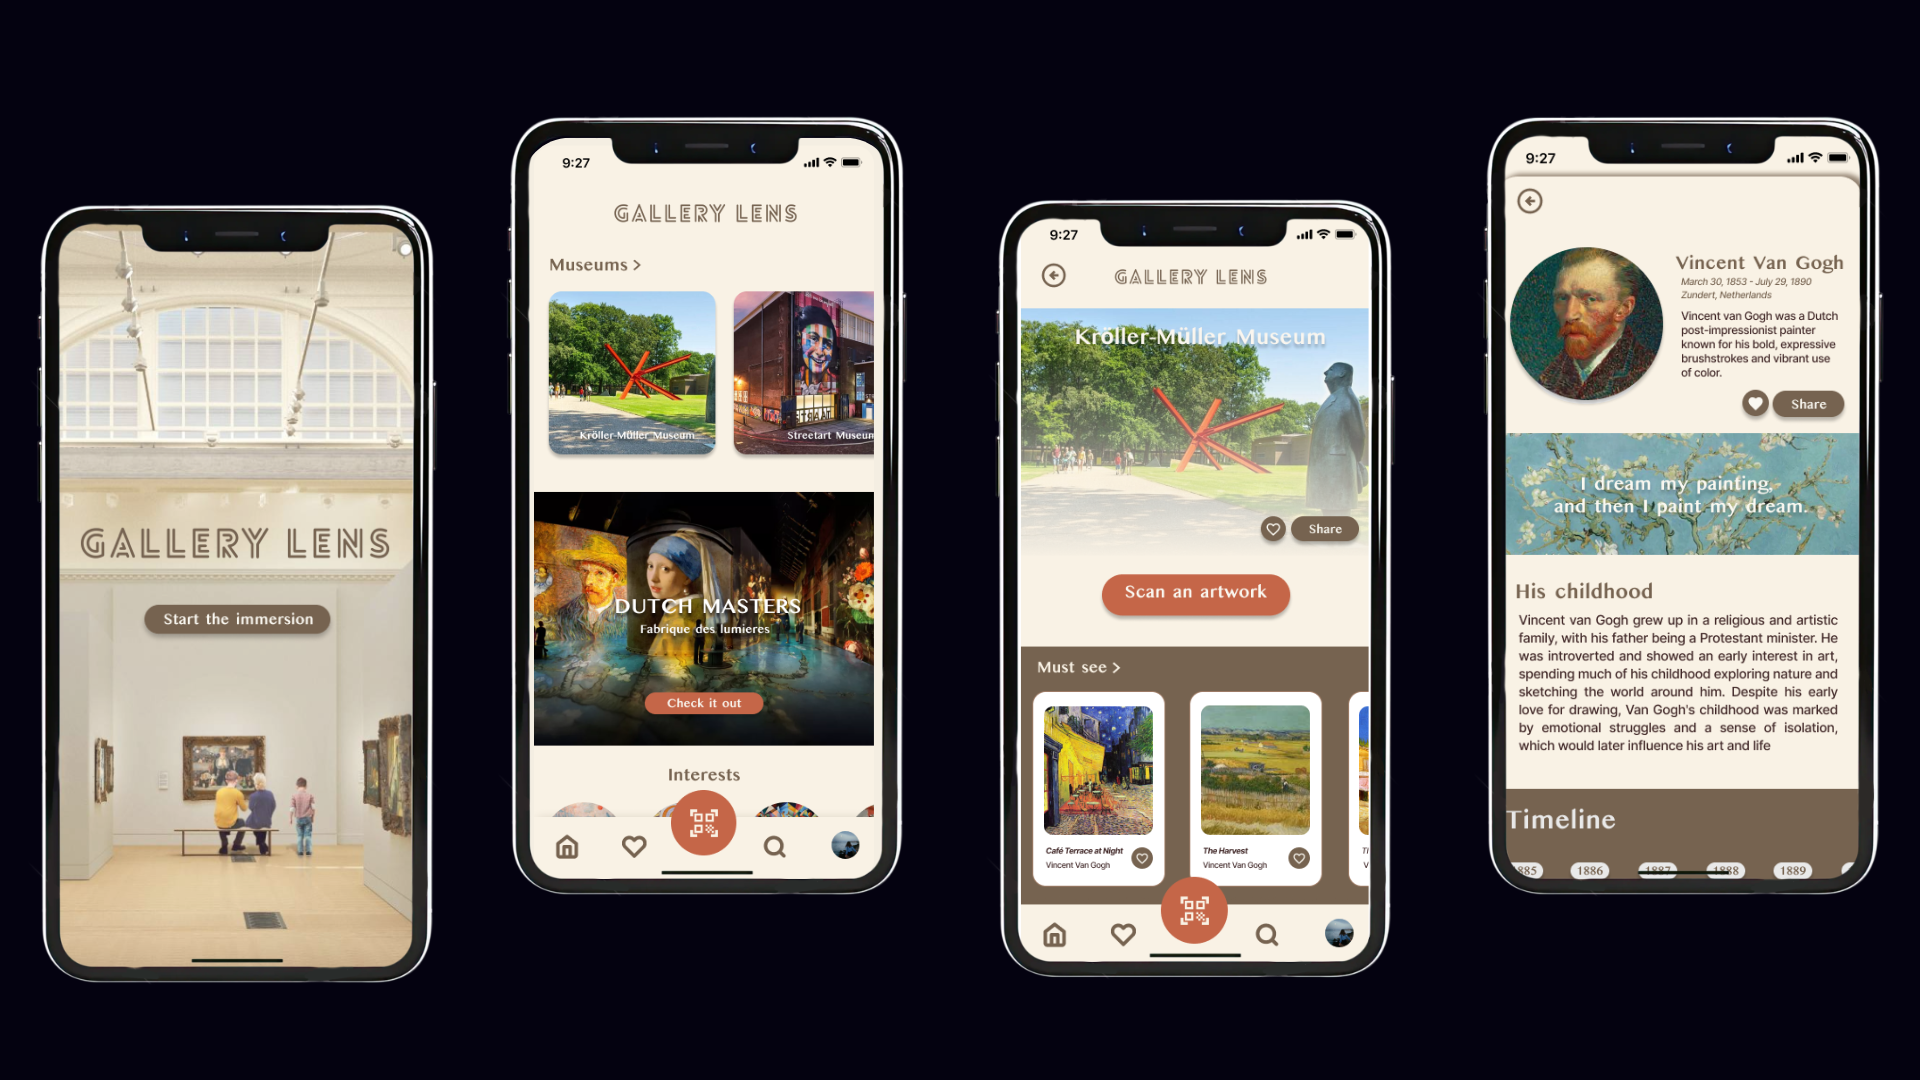 GALLERY LENS
Start the immersion
9:27
GALLERY LENS
Museums >
Kröller-Müller Museum
Streetart Museum
DUTCH MASTERS
Fabrique des lumieres
Check it out
Interests
9:27
GALLERY LENS
Kröller-Müller Museum
Share
Scan an artwork
Must see >
Café Terrace at Night
Vincent Van Gogh
The Harvest
Vincent Van Gogh
9:27
Vincent Van Gogh
March 30, 1853 - July 29, 1890
Zundert, Netherlands
Vincent van Gogh was a Dutch
post-impressionist painter
known for his bold, expressive
brushstrokes and vibrant use
of color.
Share
I dream my painting,
and then I paint my dream.
His childhood
Vincent van Gogh grew up in a religious and artistic
family, with his father being a Protestant minister. He
was introverted and showed an early interest in art,
spending much of his childhood exploring nature and
sketching the world around him. Despite his early
love for drawing, Van Gogh's childhood was marked
by emotional struggles and a sense of isolation,
which would later influence his art and life
Timeline
885 1886 1887 1888 1889